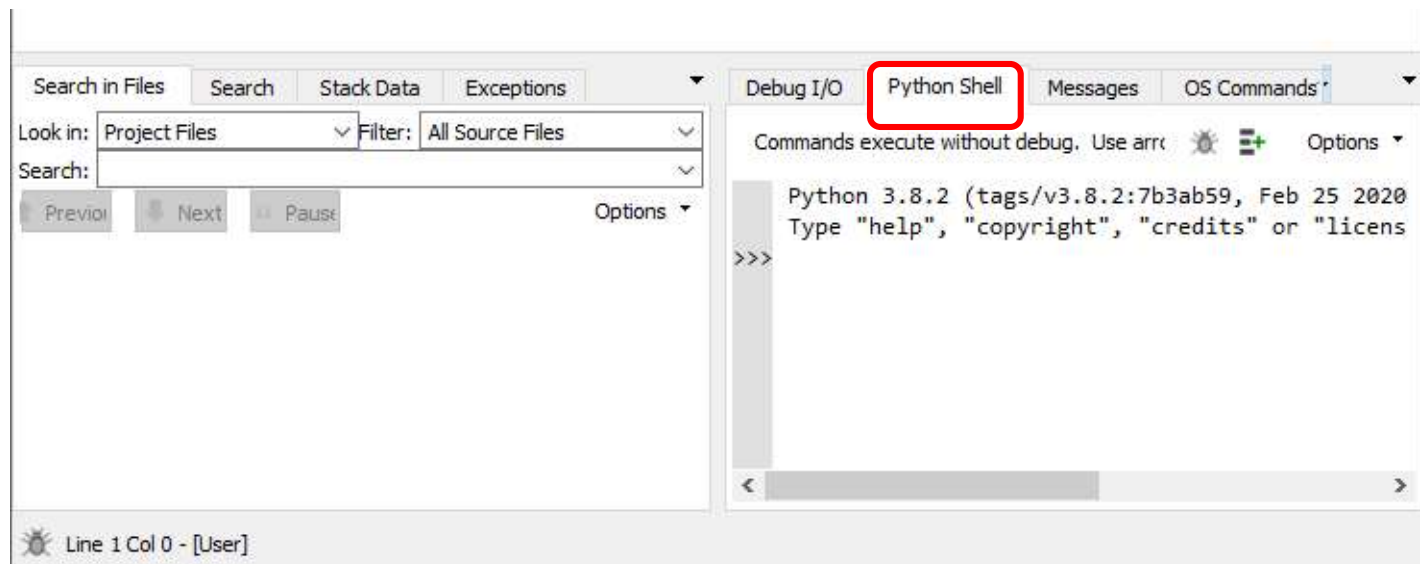 Search in Files Search Stack Data Exceptions
Look in: Project Files Filter: All Source Files
Search:
Next Options
Debug I/O Python Shell Messages OS Commands
Commands execute without debug. Use Options
Python 3.8.2 (tags/v3.8.2:7b3ab59, Feb 25 2020
Type "help", "copyright", "credits" or "licens
>>>
Line 1 Col 0 - [User]